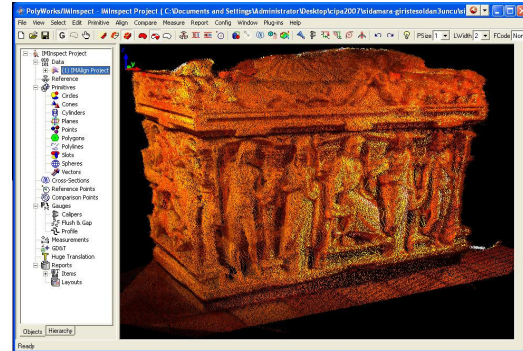 PolyWorks/IMInspect - IMInspect Project ( C:\Documents and Settings\Administrator\Desktop\cipa2007\sidamara-giristesoldan3uncu\si
File View Select Edit Primitive Align Compare Measure Report Config Window Plug-ins Help
PSize 1 LWidth 2 FCode Nor
IMInspect Project
Data
[1] IMAlign Project
Reference
Primitives
Circles
Cones
Cylinders
Planes
Points
Polygons
Polylines
Slots
Spheres
Vectors
Cross-Sections
Reference Points
Comparison Points
Gauges
Calipers
Flush & Gap
Profile
Measurements
GD&T
Huge Translation
Reports
Items
Layouts
Objects Hierarchy
Ready